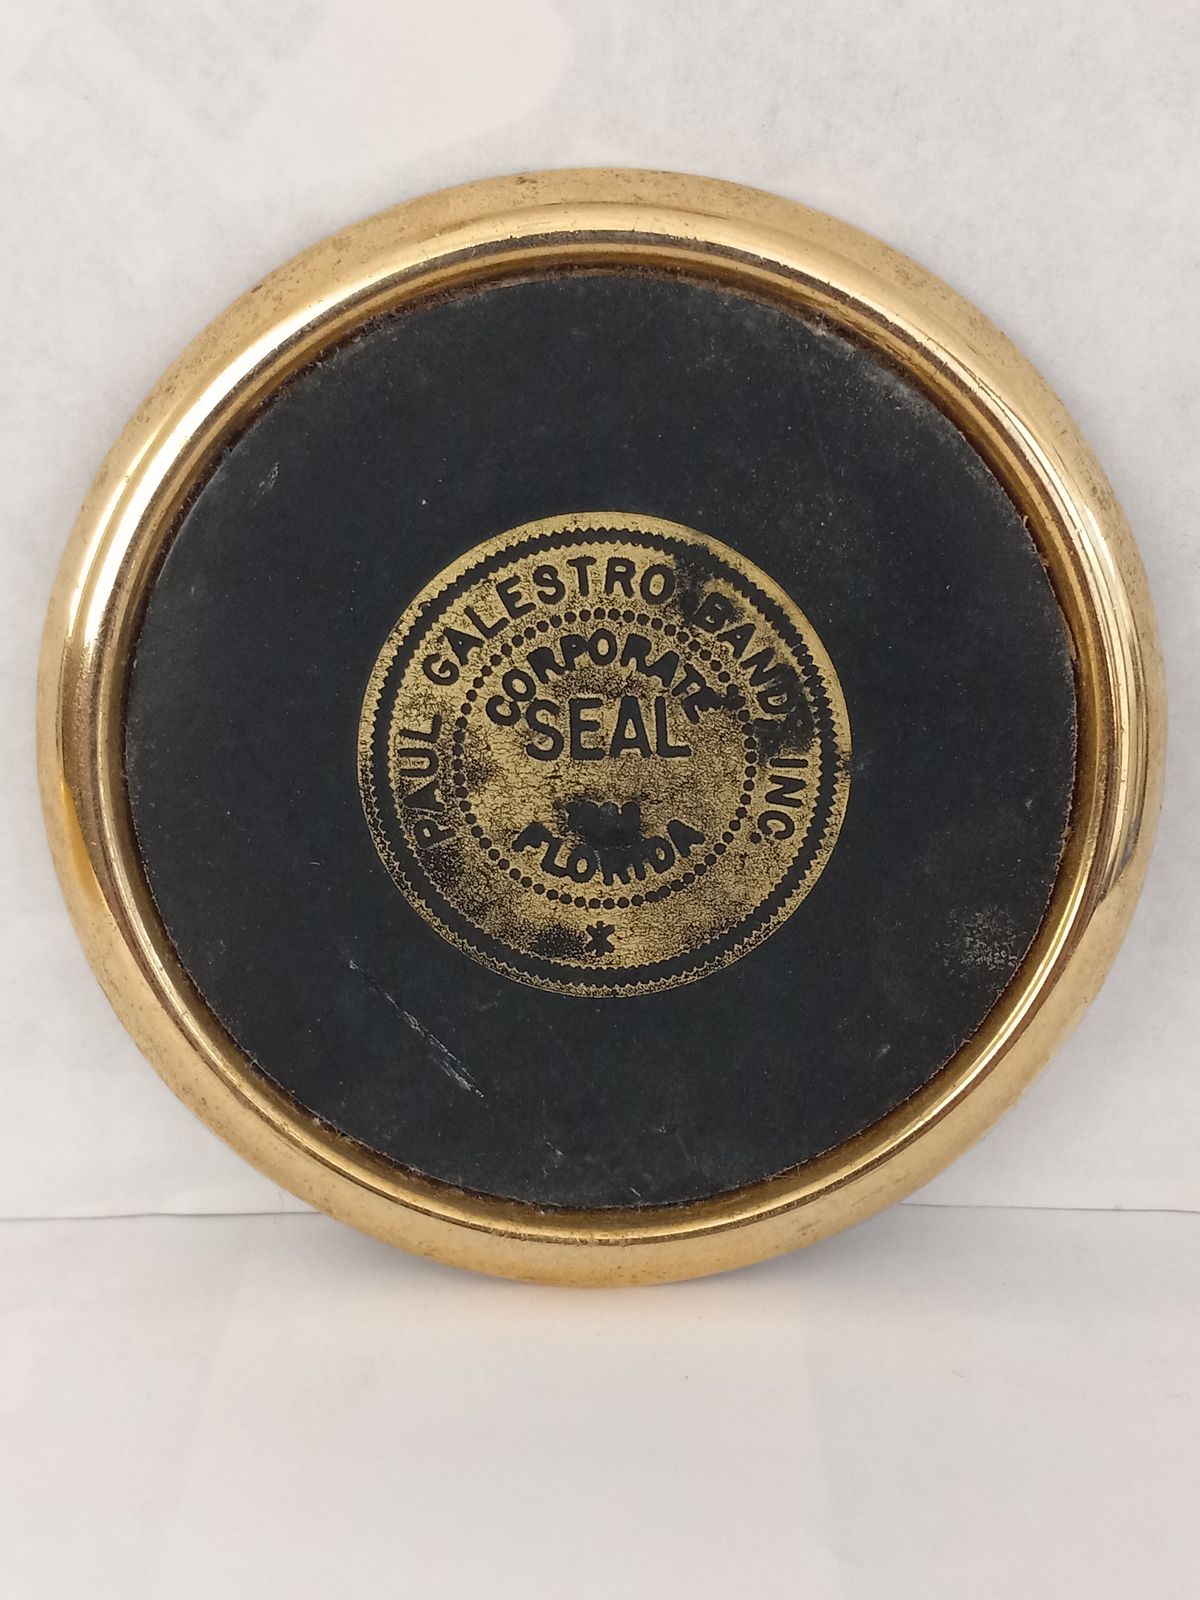 PAUL GALESTRO BAND, INC.
CORPORATE
SEAL
FLORIDA